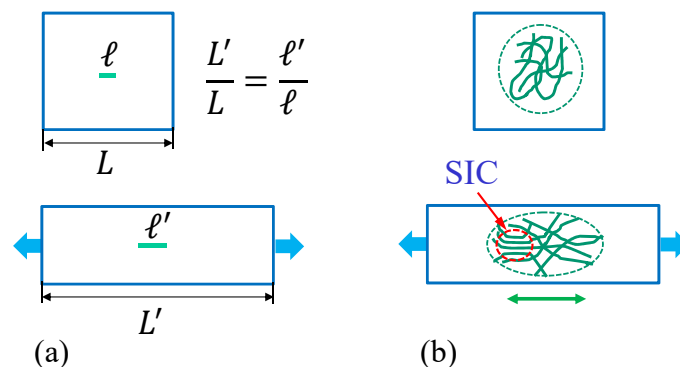 ℓ
L′/L = ℓ′/ℓ
L
SIC
ℓ′
L′
(a)
(b)